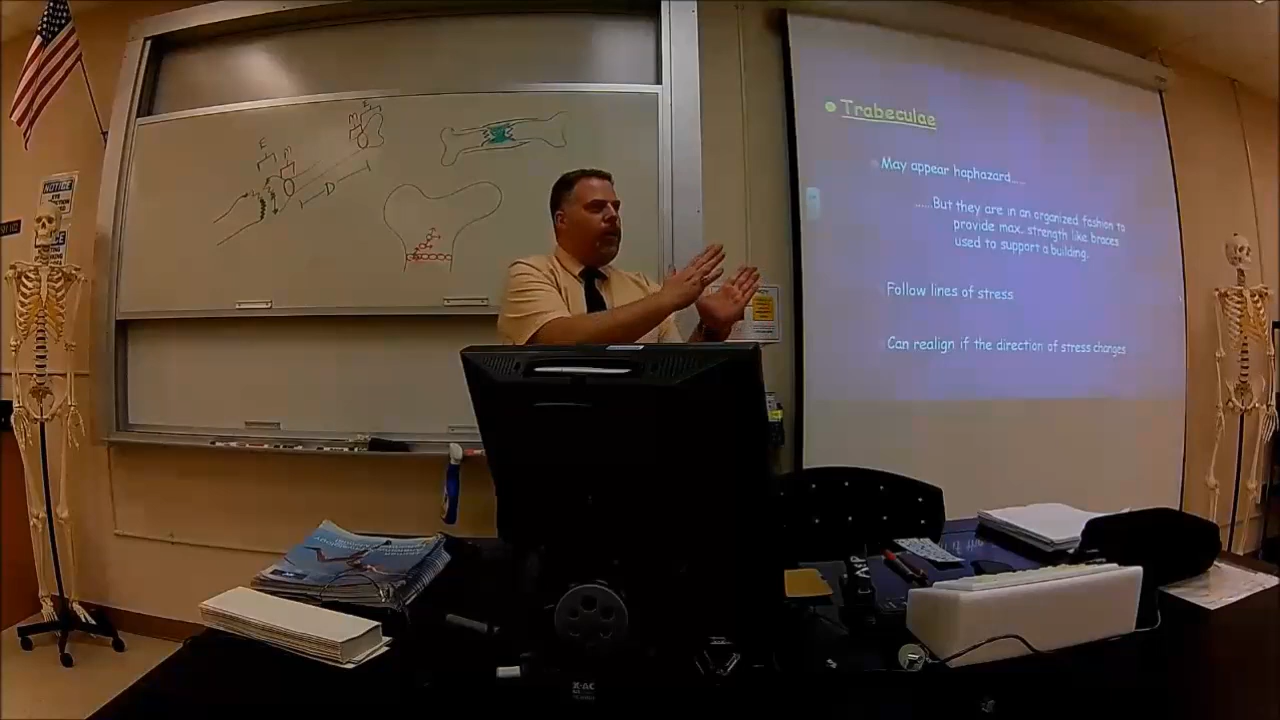 NOTICE
E
M
D
M
Trabeculae
May appear haphazard.....
......But they are in an organized fashion to
provide max. strength like braces
used to support a building.
Follow lines of stress
Can realign if the direction of stress changes